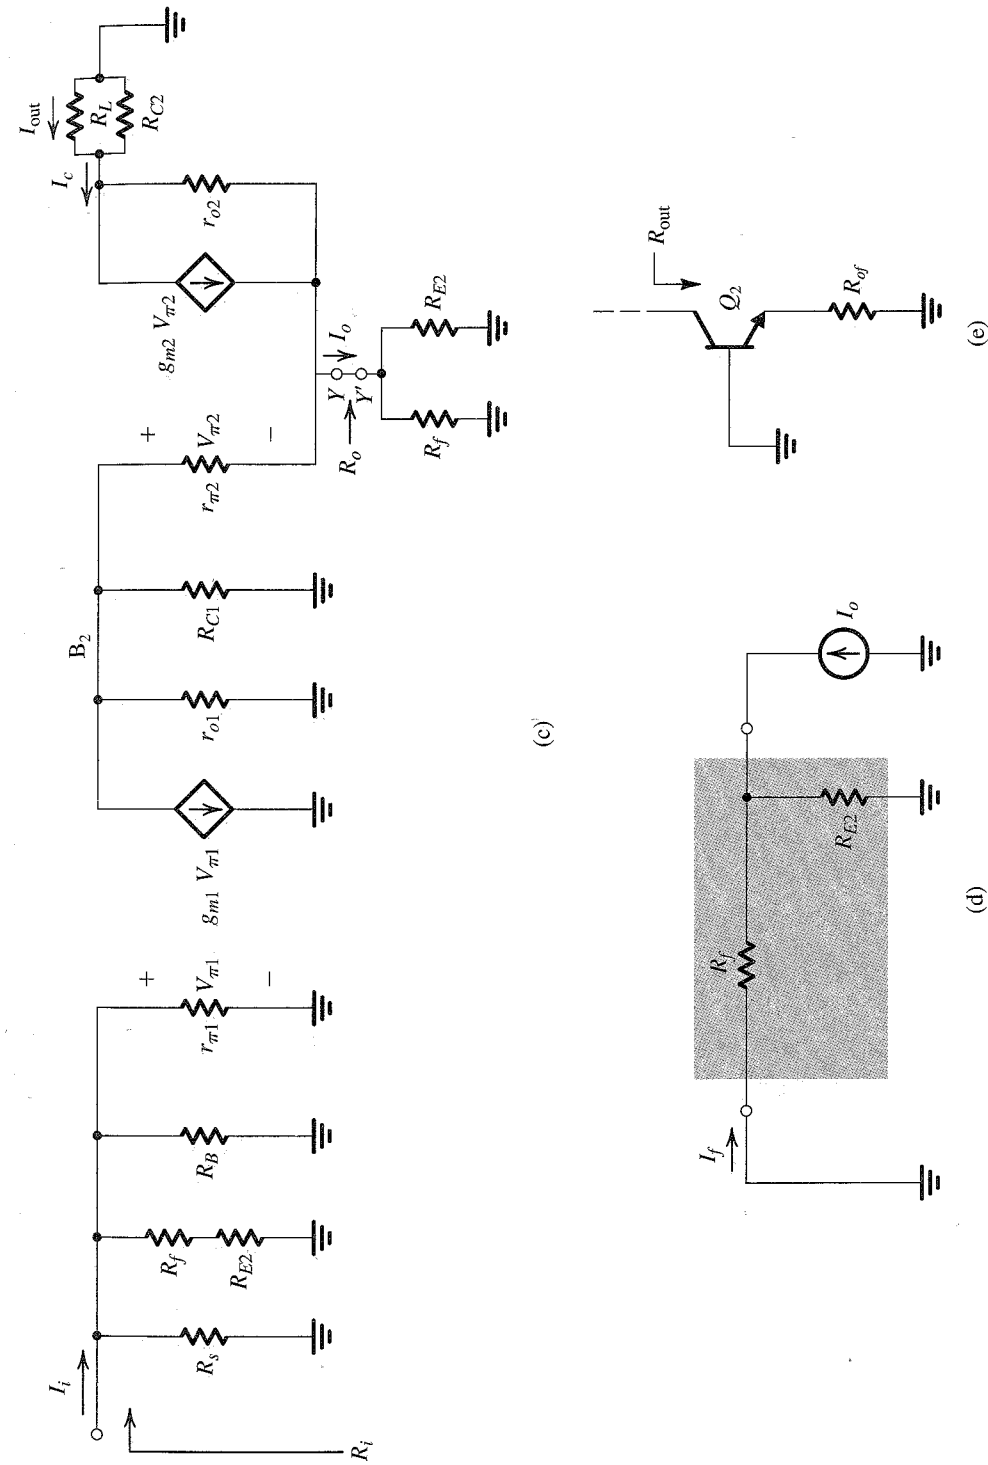 I_i
R_i
R_s
R_f
R_E2
R_B
r_π1
+
V_π1
−
g_m1 V_π1
r_o1
B_2
R_C1
r_π2
+
V_π2
−
R_o
Y
Y'
I_o
R_f
R_E2
g_m2 V_π2
r_o2
I_c
I_out
R_L
R_C2
(c)
I_f
R_f
R_E2
I_o
(d)
R_out
Q_2
R_of
(e)